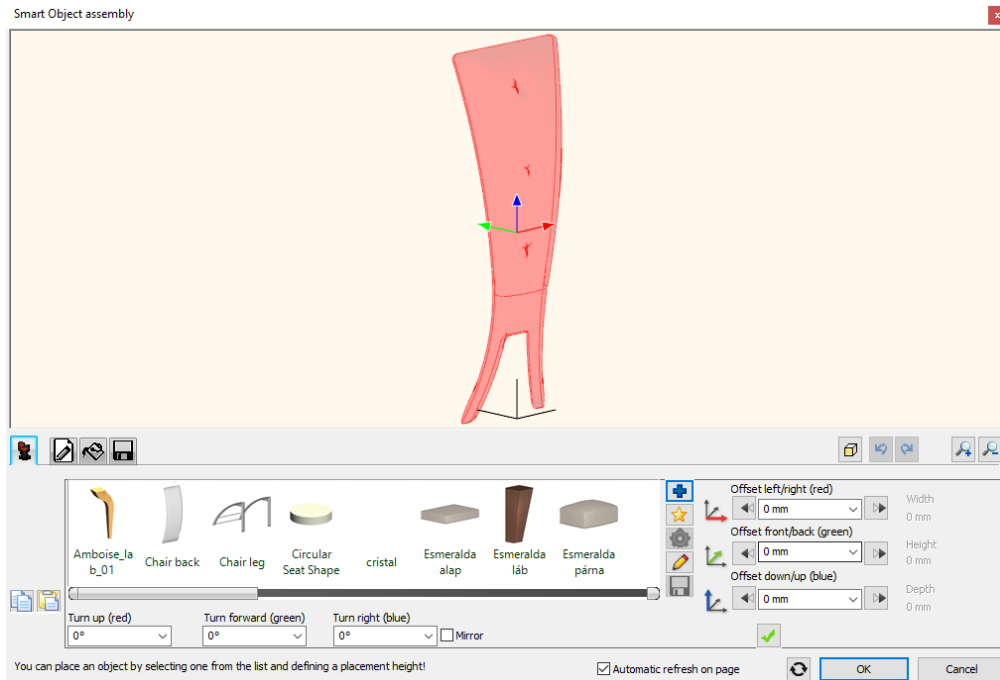 Smart Object assembly
x
Amboise_la
b_01
Chair back
Chair leg
Circular
Seat Shape
cristal
Esmeralda
alap
Esmeralda
láb
Esmeralda
párna
Offset left/right (red)
0 mm
Width
0 mm
Offset front/back (green)
0 mm
Height
0 mm
Offset down/up (blue)
0 mm
Depth
0 mm
Turn up (red)
0°
Turn forward (green)
0°
Turn right (blue)
0°
Mirror
You can place an object by selecting one from the list and defining a placement height!
Automatic refresh on page
OK
Cancel